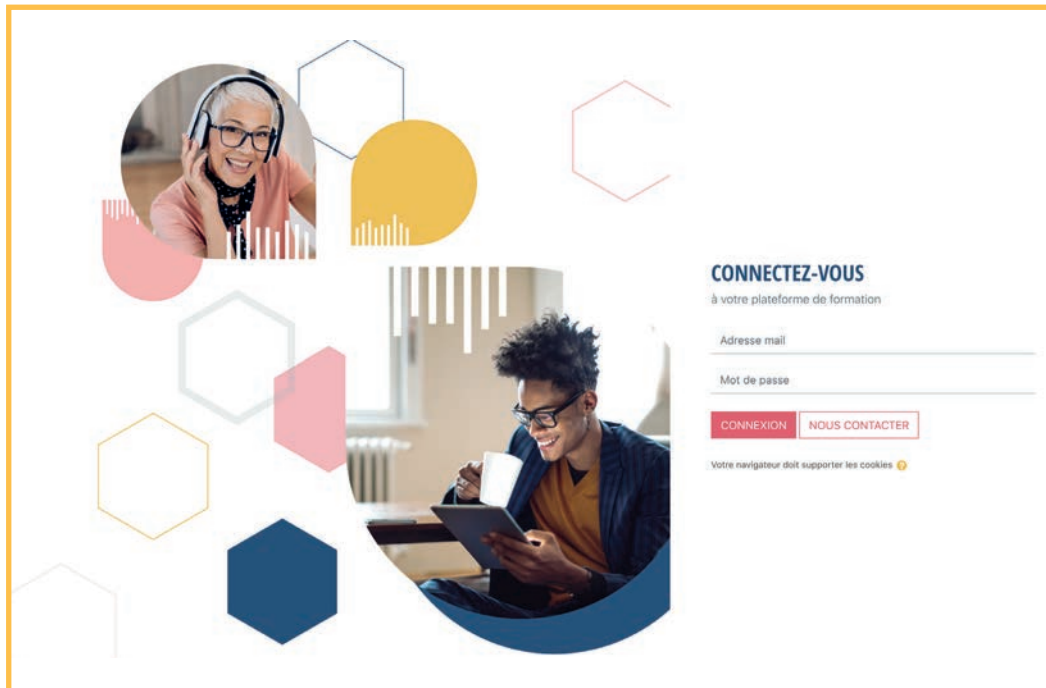 CONNECTEZ-VOUS
à votre plateforme de formation
Adresse mail
Mot de passe
CONNEXION NOUS CONTACTER
Votre navigateur doit supporter les cookies ?